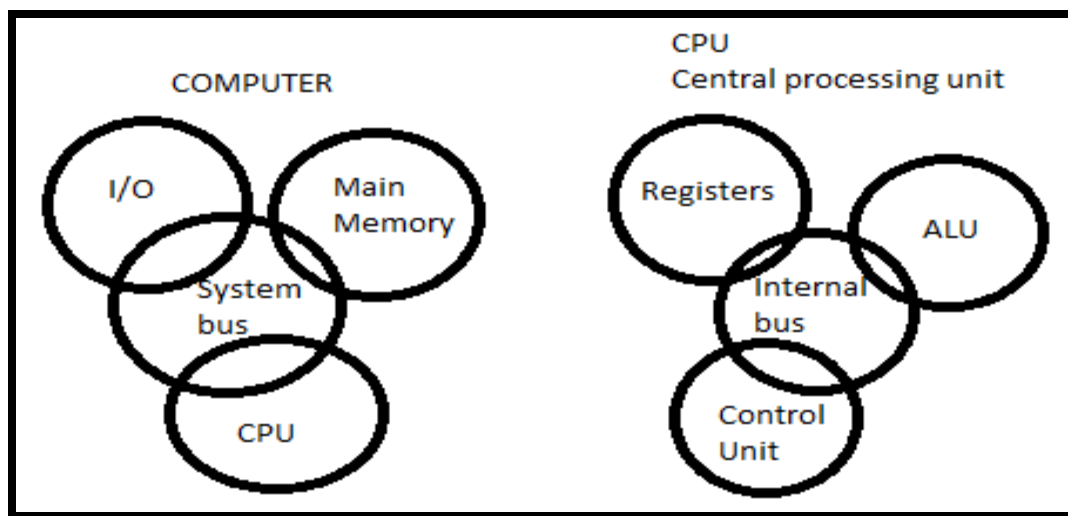 COMPUTER
I/O
Main
Memory
System
bus
CPU
CPU
Central processing unit
Registers
ALU
Internal
bus
Control
Unit